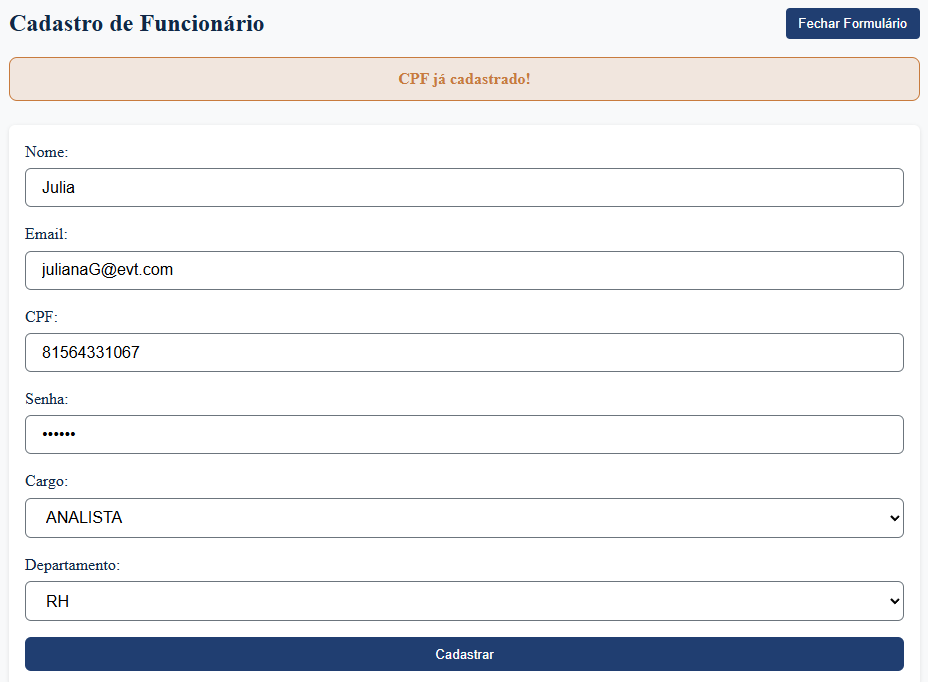 Cadastro de Funcionário
Fechar Formulário
CPF já cadastrado!
Nome:
Julia
Email:
julianaG@evt.com
CPF:
81564331067
Senha:
••••••
Cargo:
ANALISTA
Departamento:
RH
Cadastrar